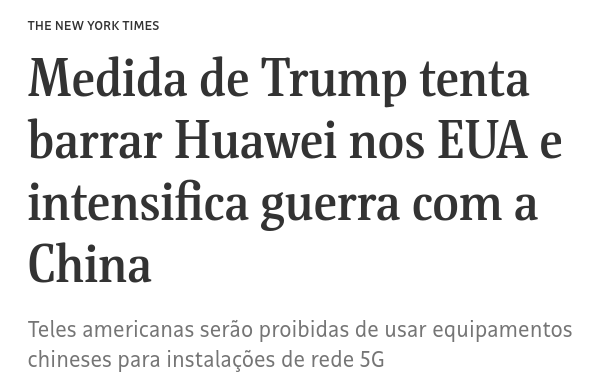 THE NEW YORK TIMES
Medida de Trump tenta
barrar Huawei nos EUA e
intensifica guerra com a
China
Teles americanas serão proibidas de usar equipamentos
chineses para instalações de rede 5G